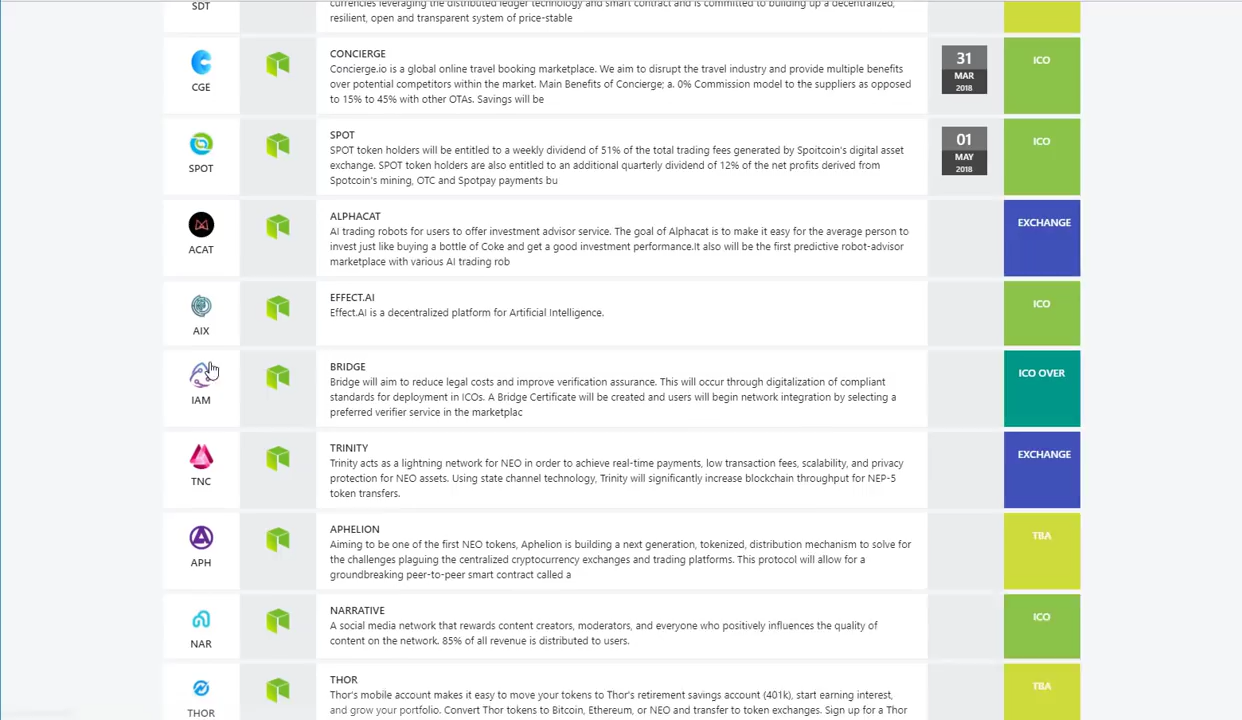 SDT
currencies leveraging the distributed ledger technology and smart contract and is committed to building up a decentralized,
resilient, open and transparent system of price-stable
CGE
CONCIERGE
Concierge.io is a global online travel booking marketplace. We aim to disrupt the travel industry and provide multiple benefits
over potential competitors within the market. Main Benefits of Concierge; a. 0% Commission model to the suppliers as opposed
to 15% to 45% with other OTAs. Savings will be
31
MAR
2018
ICO
SPOT
SPOT
SPOT token holders will be entitled to a weekly dividend of 51% of the total trading fees generated by Spoitcoin's digital asset
exchange. SPOT token holders are also entitled to an additional quarterly dividend of 12% of the net profits derived from
Spotcoin's mining, OTC and Spotpay payments bu
01
MAY
2018
ICO
ACAT
ALPHACAT
AI trading robots for users to offer investment advisor service. The goal of Alphacat is to make it easy for the average person to
invest just like buying a bottle of Coke and get a good investment performance.It also will be the first predictive robot-advisor
marketplace with various AI trading rob
EXCHANGE
AIX
EFFECT.AI
Effect.AI is a decentralized platform for Artificial Intelligence.
ICO
IAM
BRIDGE
Bridge will aim to reduce legal costs and improve verification assurance. This will occur through digitalization of compliant
standards for deployment in ICOs. A Bridge Certificate will be created and users will begin network integration by selecting a
preferred verifier service in the marketplac
ICO OVER
TNC
TRINITY
Trinity acts as a lightning network for NEO in order to achieve real-time payments, low transaction fees, scalability, and privacy
protection for NEO assets. Using state channel technology, Trinity will significantly increase blockchain throughput for NEP-5
token transfers.
EXCHANGE
APH
APHELION
Aiming to be one of the first NEO tokens, Aphelion is building a next generation, tokenized, distribution mechanism to solve for
the challenges plaguing the centralized cryptocurrency exchanges and trading platforms. This protocol will allow for a
groundbreaking peer-to-peer smart contract called a
TBA
NAR
NARRATIVE
A social media network that rewards content creators, moderators, and everyone who positively influences the quality of
content on the network. 85% of all revenue is distributed to users.
ICO
THOR
THOR
Thor's mobile account makes it easy to move your tokens to Thor's retirement savings account (401k), start earning interest,
and grow your portfolio. Convert Thor tokens to Bitcoin, Ethereum, or NEO and transfer to token exchanges. Sign up for a Thor
TBA